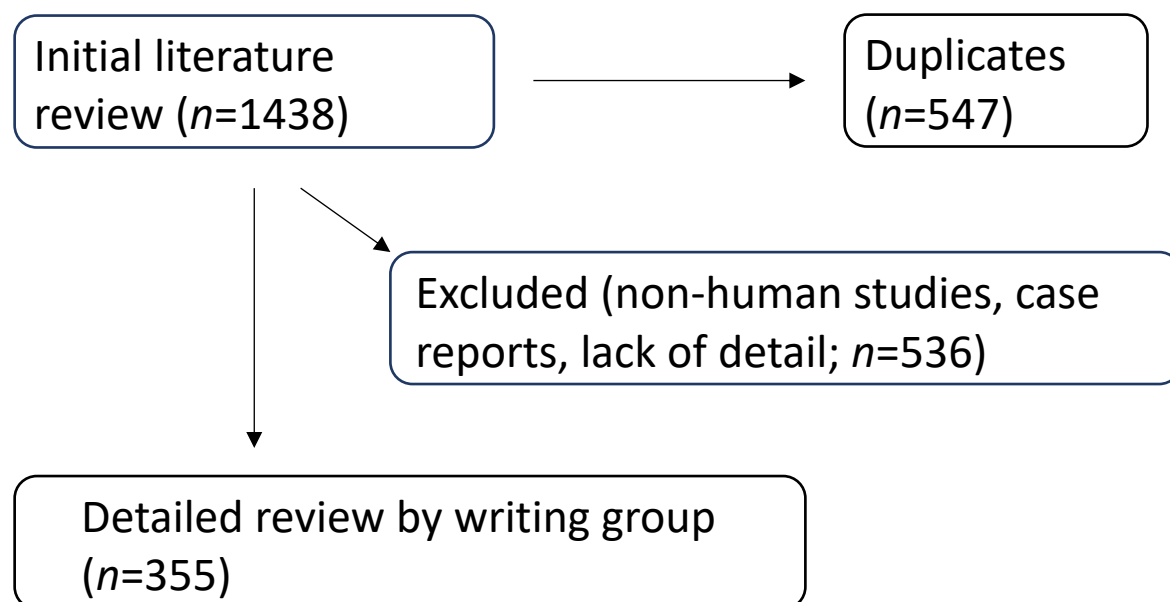 Initial literature
review (n=1438)
Duplicates
(n=547)
Excluded (non-human studies, case
reports, lack of detail; n=536)
Detailed review by writing group
(n=355)